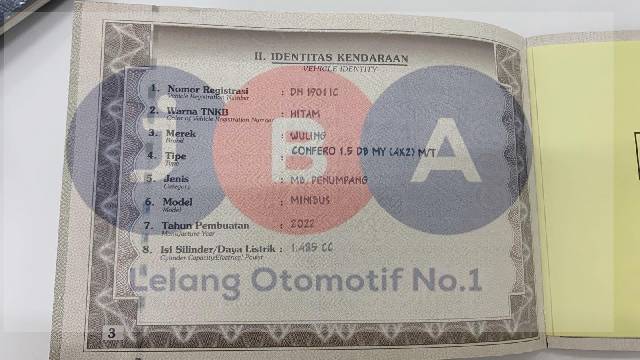 II. IDENTITAS KENDARAAN
VEHICLE IDENTITY
1. Nomor Registrasi : DN 1901 IC
Vehicle Registration Number
2. Warna TNKB : HITAM
Color of Vehicle Registration Number
3. Merek : WULING
Brand
4. Tipe : CONFERO 1.5 DB MY (4X2) M/T
Type
5. Jenis : MB. PENUMPANG
Category
6. Model : MINIBUS
Model
7. Tahun Pembuatan : 2022
Manufacture Year
8. Isi Silinder/Daya Listrik : 1.485 CC
Cylinder Capacity/Electrical Power
IBA
Lelang Otomotif No.1
3